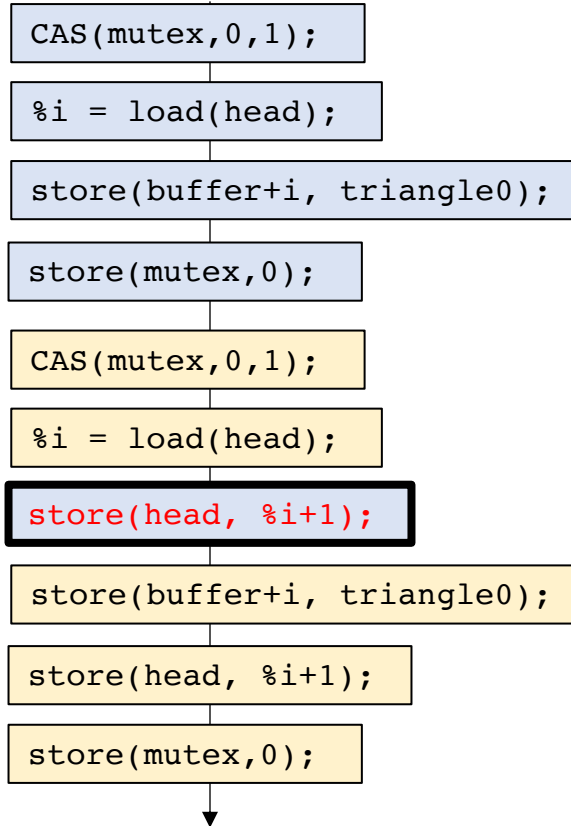 CAS(mutex,0,1);
%i = load(head);
store(buffer+i, triangle0);
store(mutex,0);
CAS(mutex,0,1);
%i = load(head);
store(head, %i+1);
store(buffer+i, triangle0);
store(head, %i+1);
store(mutex,0);